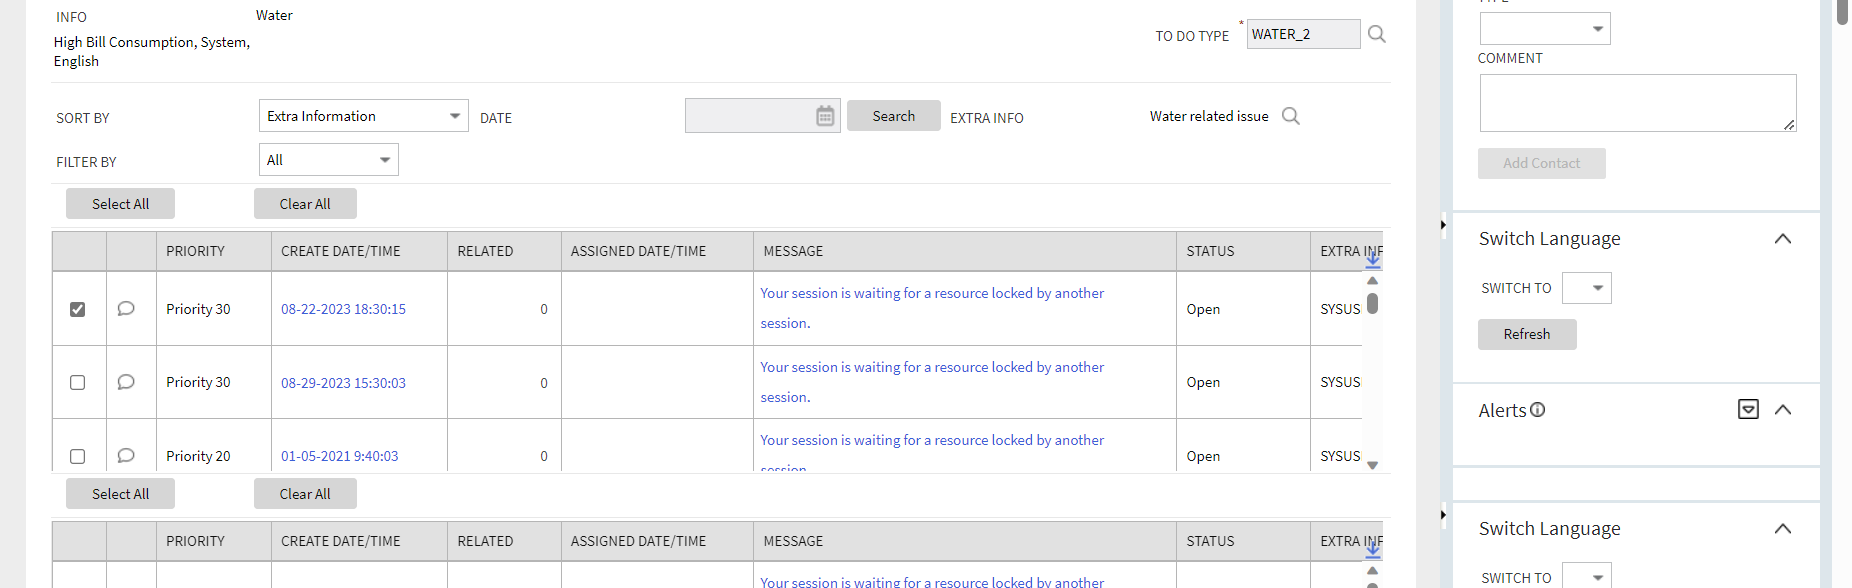 INFO
Water
High Bill Consumption, System,
English
TO DO TYPE * WATER_2
SORT BY Extra Information DATE Search EXTRA INFO Water related issue
FILTER BY All
Select All Clear All
PRIORITY CREATE DATE/TIME RELATED ASSIGNED DATE/TIME MESSAGE STATUS EXTRA INF
Priority 30 08-22-2023 18:30:15 0 Your session is waiting for a resource locked by another
session. Open SYSUS
Priority 30 08-29-2023 15:30:03 0 Your session is waiting for a resource locked by another
session. Open SYSUS
Priority 20 01-05-2021 9:40:03 0 Your session is waiting for a resource locked by another
session Open SYSUS
Select All Clear All
PRIORITY CREATE DATE/TIME RELATED ASSIGNED DATE/TIME MESSAGE STATUS EXTRA INF
Your session is waiting for a resource locked by another
COMMENT
Add Contact
Switch Language
SWITCH TO
Refresh
Alerts
Switch Language
SWITCH TO